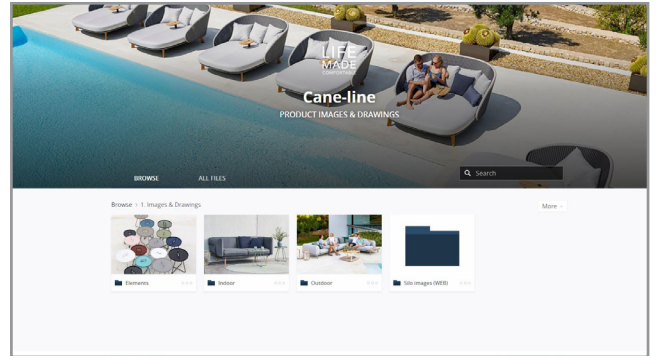 LIFE
MADE
COMFORTABLE
Cane-line
PRODUCT IMAGES & DRAWINGS
BROWSE
ALL FILES
Search
Browse > 1. Images & Drawings
More
Elements
Indoor
Outdoor
Silo images (WEB)